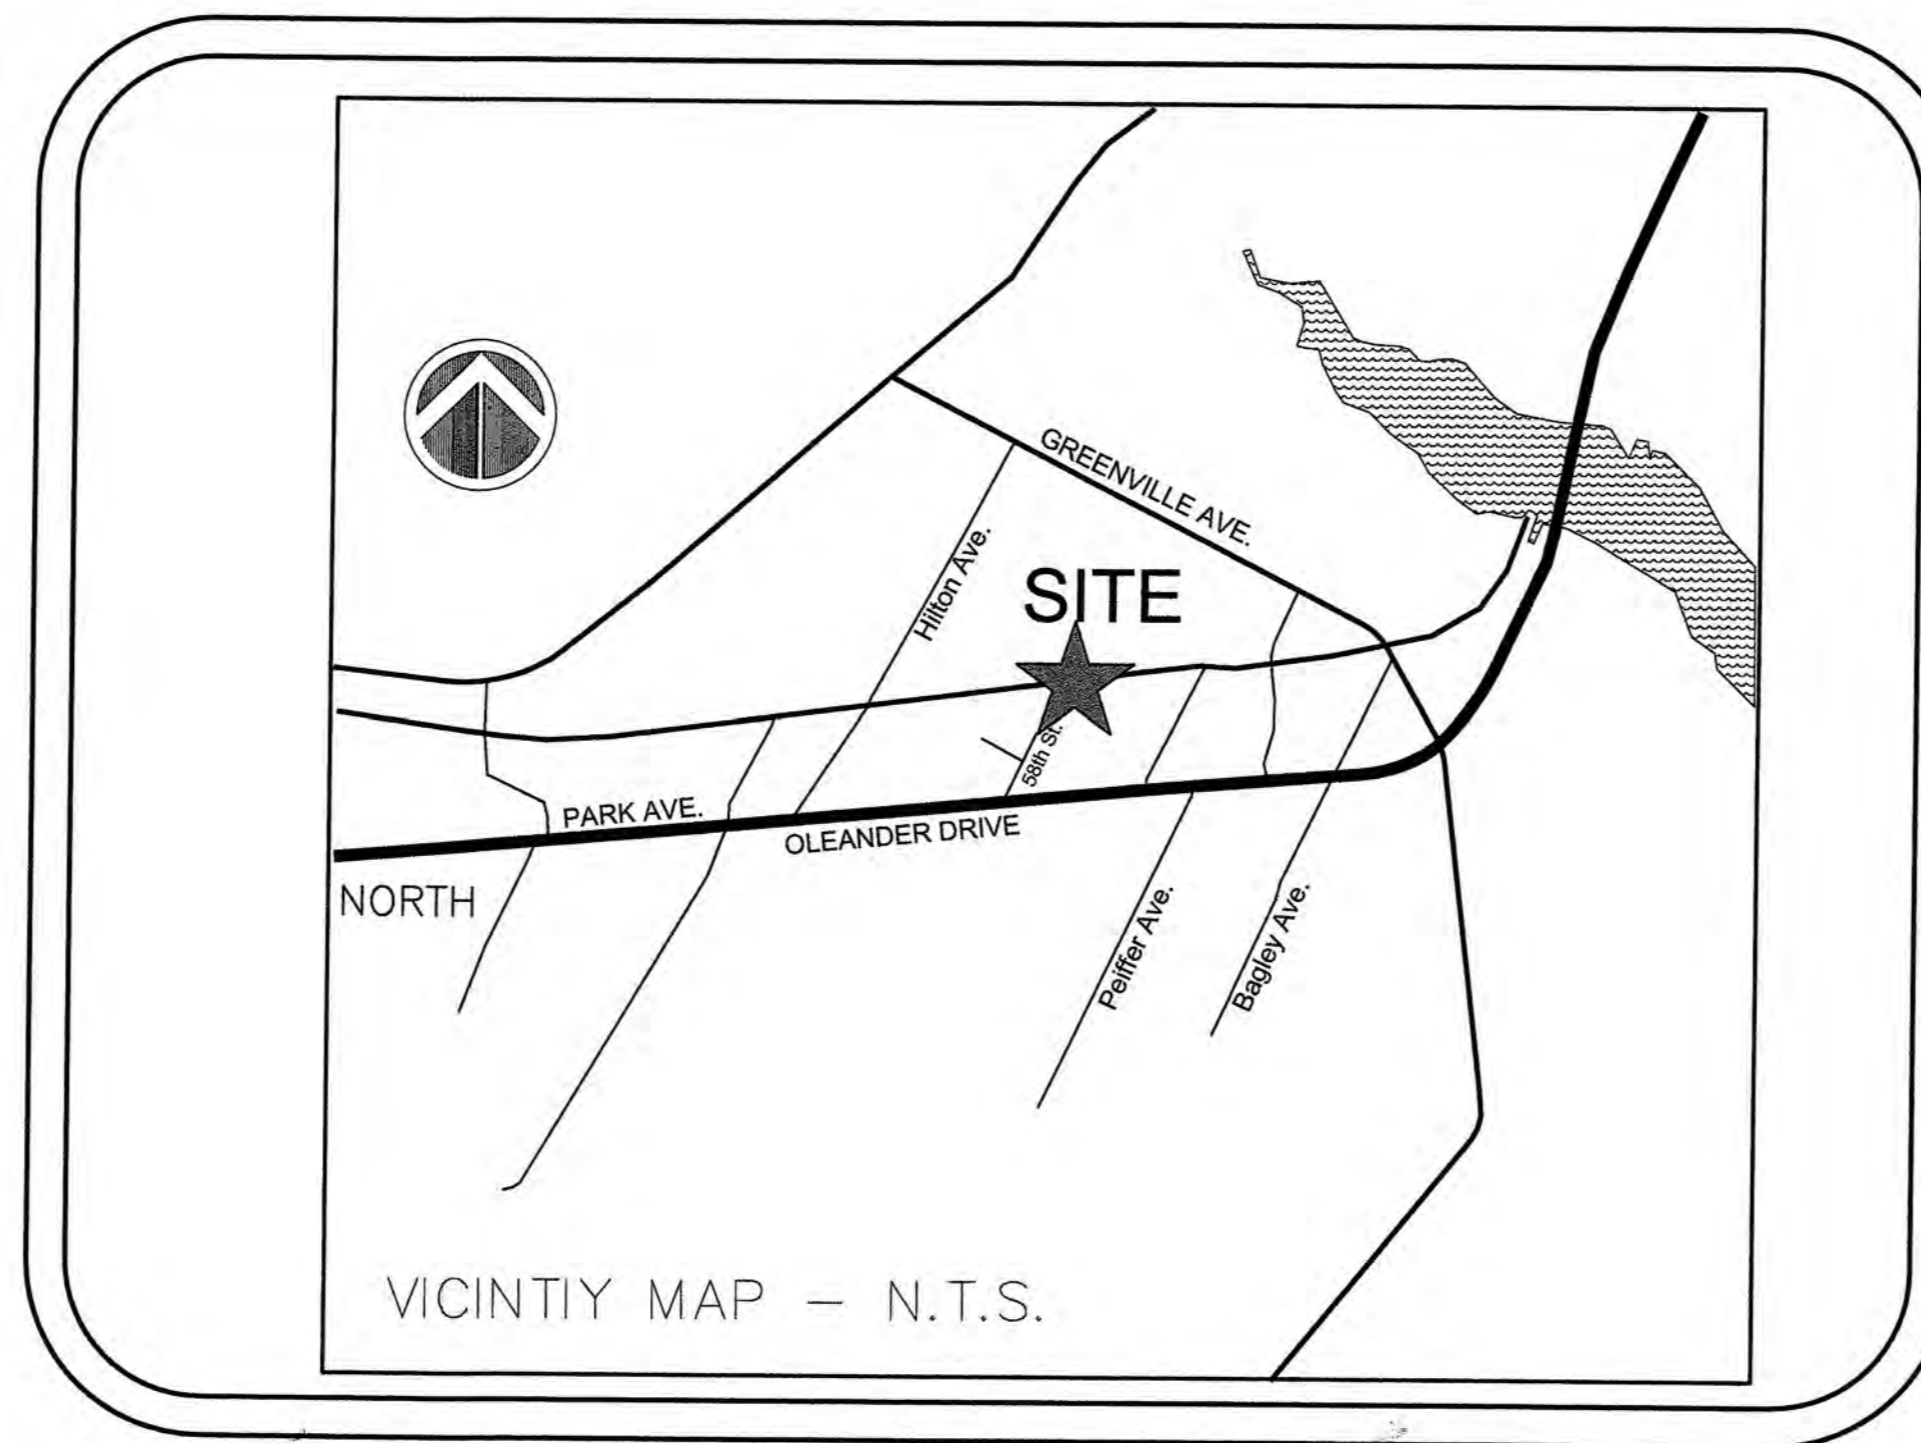 GREENVILLE AVE.
Hilton Ave.
SITE
58th St.
PARK AVE.
OLEANDER DRIVE
NORTH
Peiffer Ave.
Bagley Ave.
VICINTIY MAP – N.T.S.